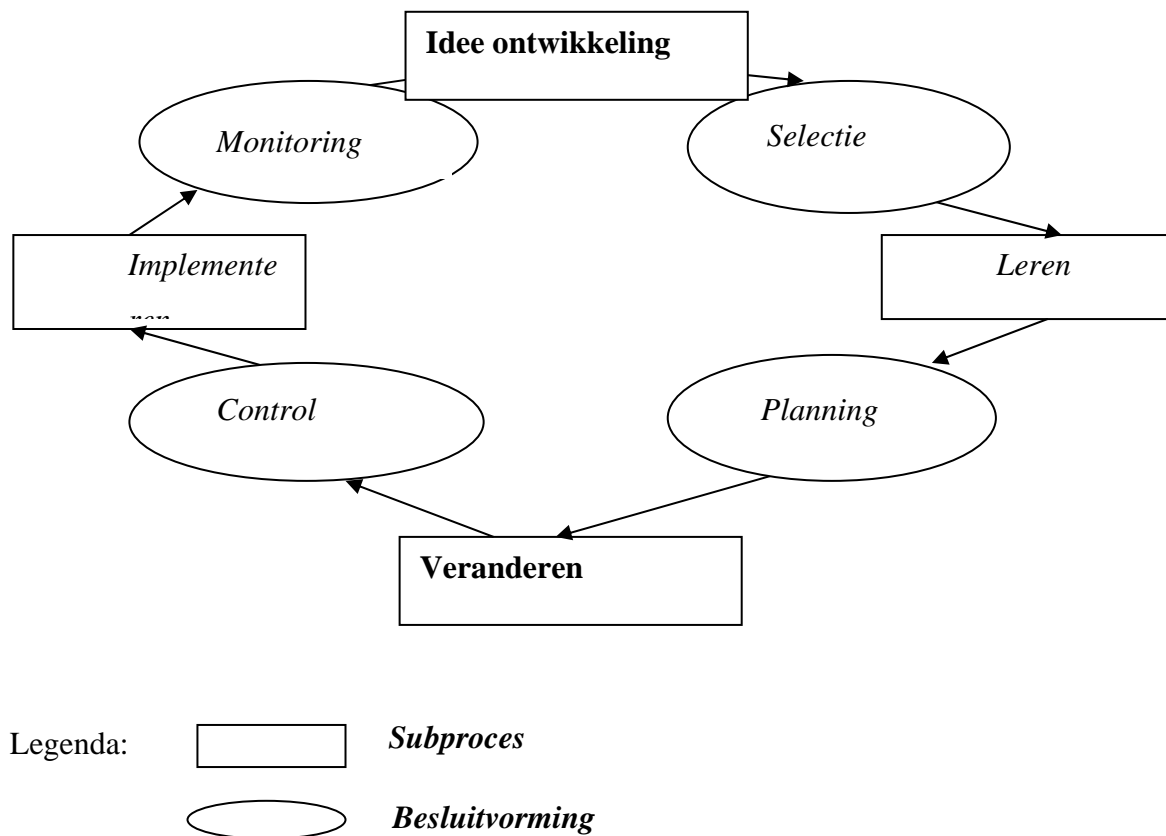 Idee ontwikkeling
Monitoring
Selectie
Implemente
Leren
Control
Planning
Veranderen
Legenda:
Subproces
Besluitvorming